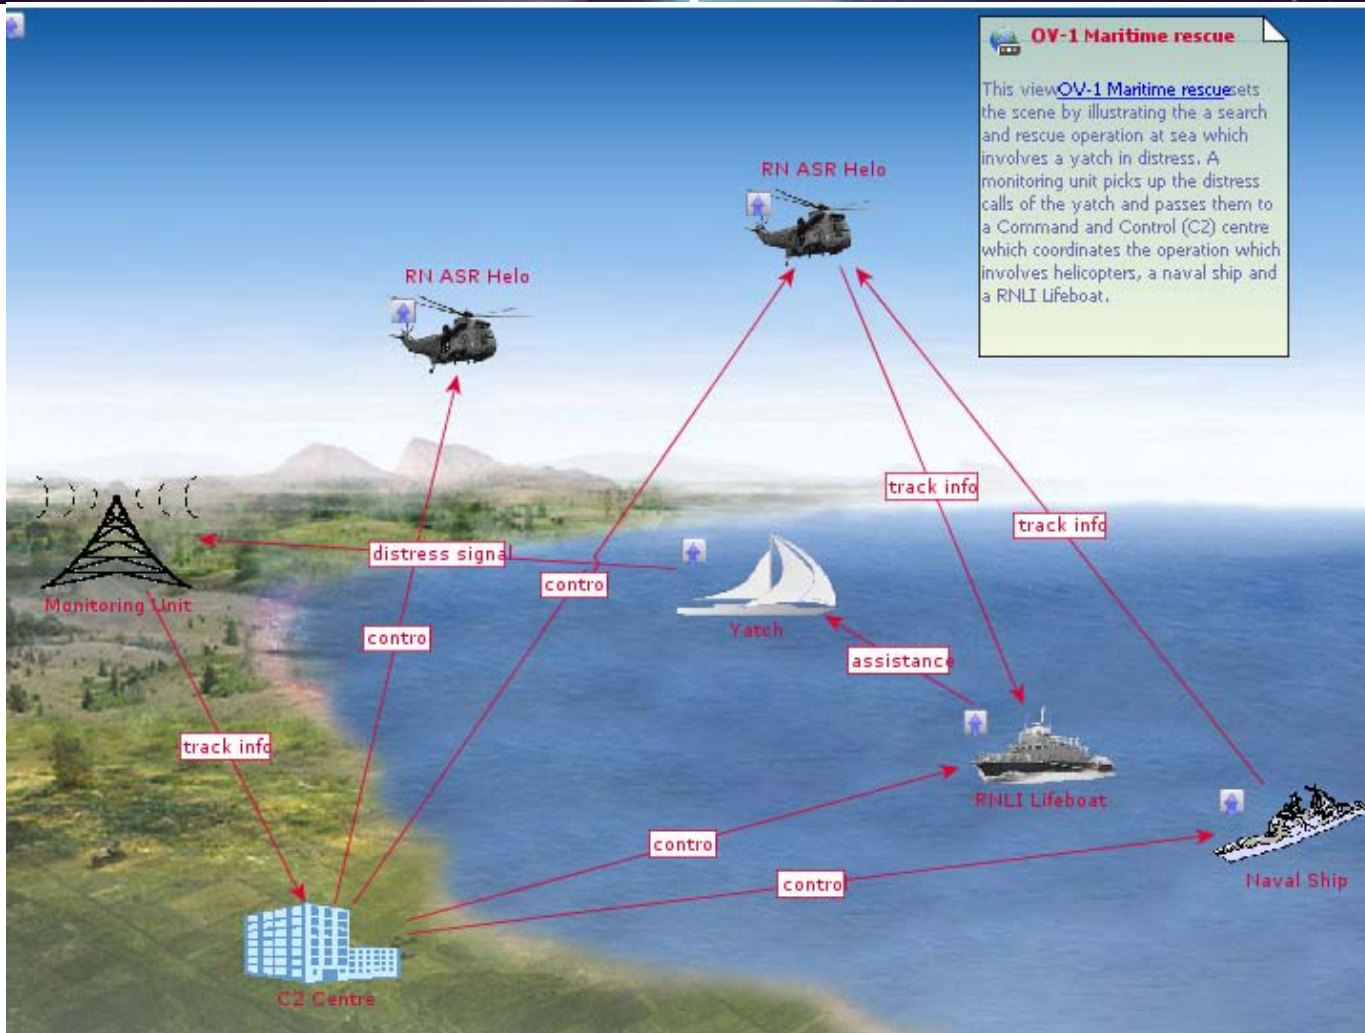 OV-1 Maritime rescue
This viewOV-1 Maritime rescuesets
the scene by illustrating the a search
and rescue operation at sea which
involves a yatch in distress. A
monitoring unit picks up the distress
calls of the yatch and passes them to
a Command and Control (C2) centre
which coordinates the operation which
involves helicopters, a naval ship and
a RNLI Lifeboat.
RN ASR Helo
RN ASR Helo
track info
track info
distress signal
contro
Monitoring Unit
Yatch
contro
assistance
track info
RNLI Lifeboat
contro
control
Naval Ship
C2 Centre